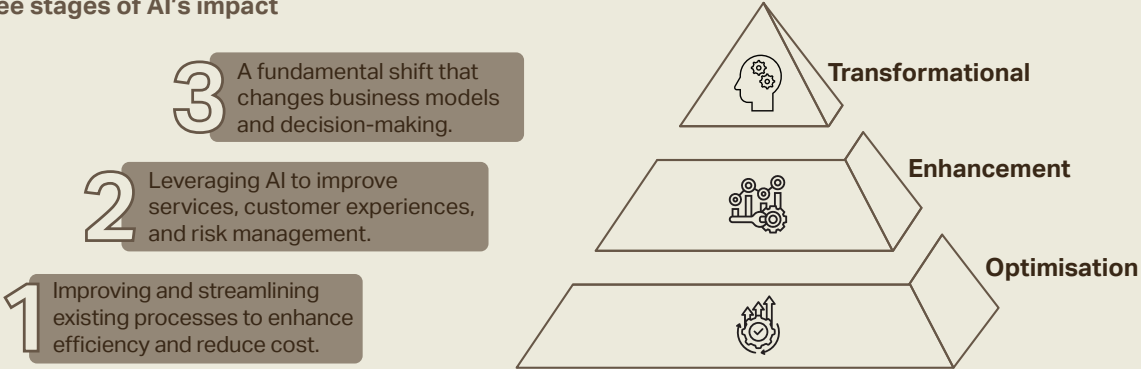 stages of AI's impact
3
A fundamental shift that
changes business models
and decision-making.
Transformational
2
Leveraging AI to improve
services, customer experiences,
and risk management.
Enhancement
1
Improving and streamlining
existing processes to enhance
efficiency and reduce cost.
Optimisation